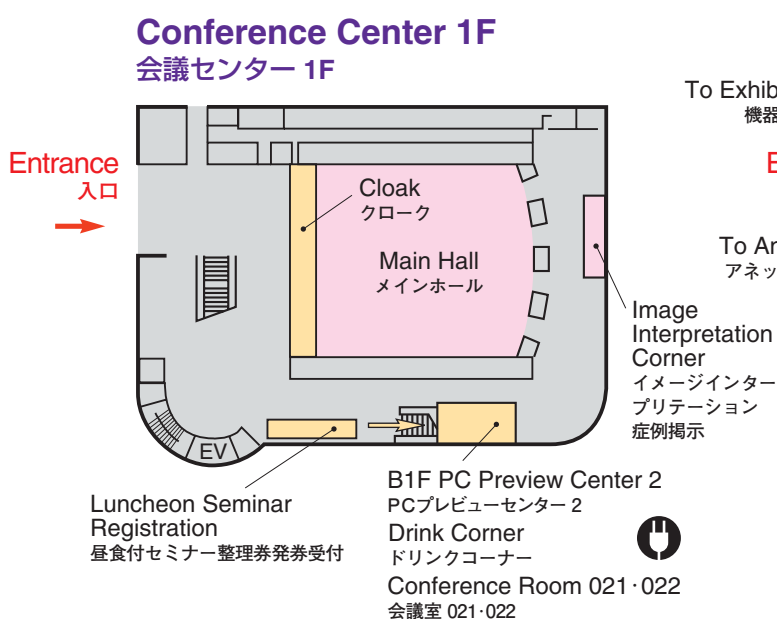 Conference Center 1F
会議センター 1F
To Exhib
機器
Entrance
入口
E
Cloak
クローク
Main Hall
メインホール
To An
アネッ
Image
Interpretation
Corner
イメージインター
プリテーション
症例掲示
EV
Luncheon Seminar
Registration
昼食付セミナー整理券発券受付
B1F PC Preview Center 2
PCプレビューセンター 2
Drink Corner
ドリンクコーナー
Conference Room 021·022
会議室 021·022